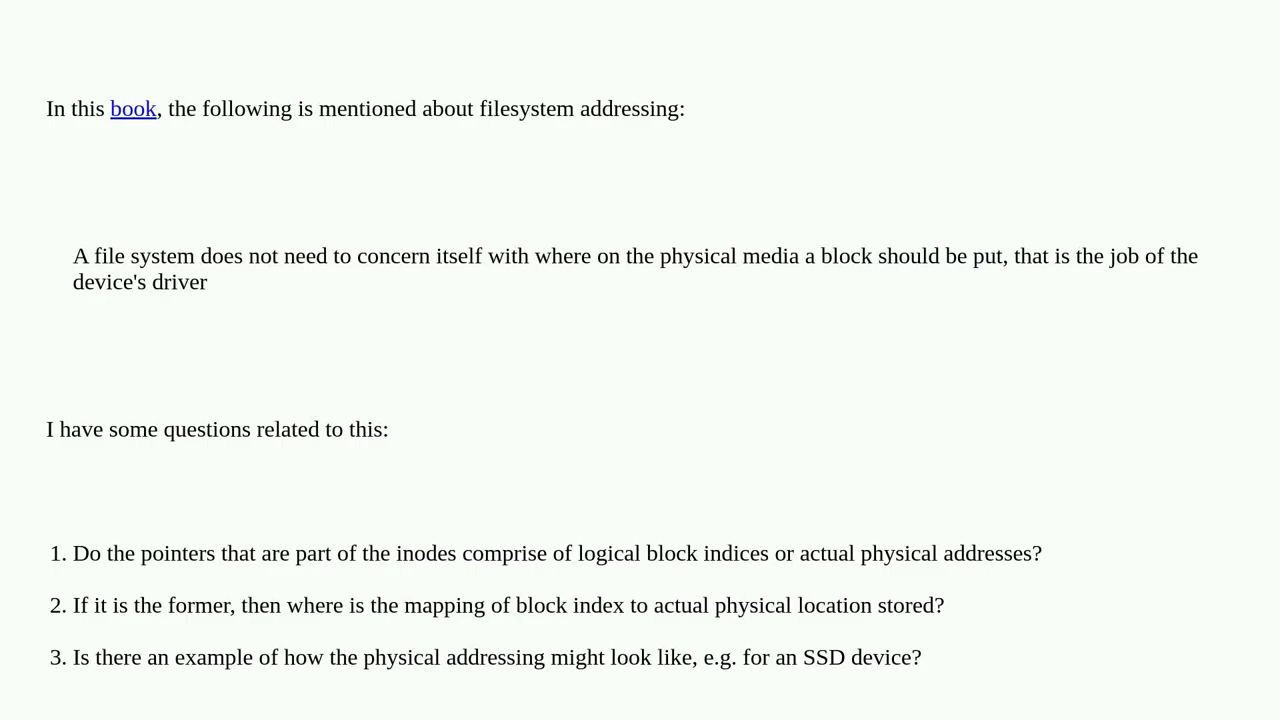 In this book, the following is mentioned about filesystem addressing:
A file system does not need to concern itself with where on the physical media a block should be put, that is the job of the
device's driver
I have some questions related to this:
1. Do the pointers that are part of the inodes comprise of logical block indices or actual physical addresses?
2. If it is the former, then where is the mapping of block index to actual physical location stored?
3. Is there an example of how the physical addressing might look like, e.g. for an SSD device?